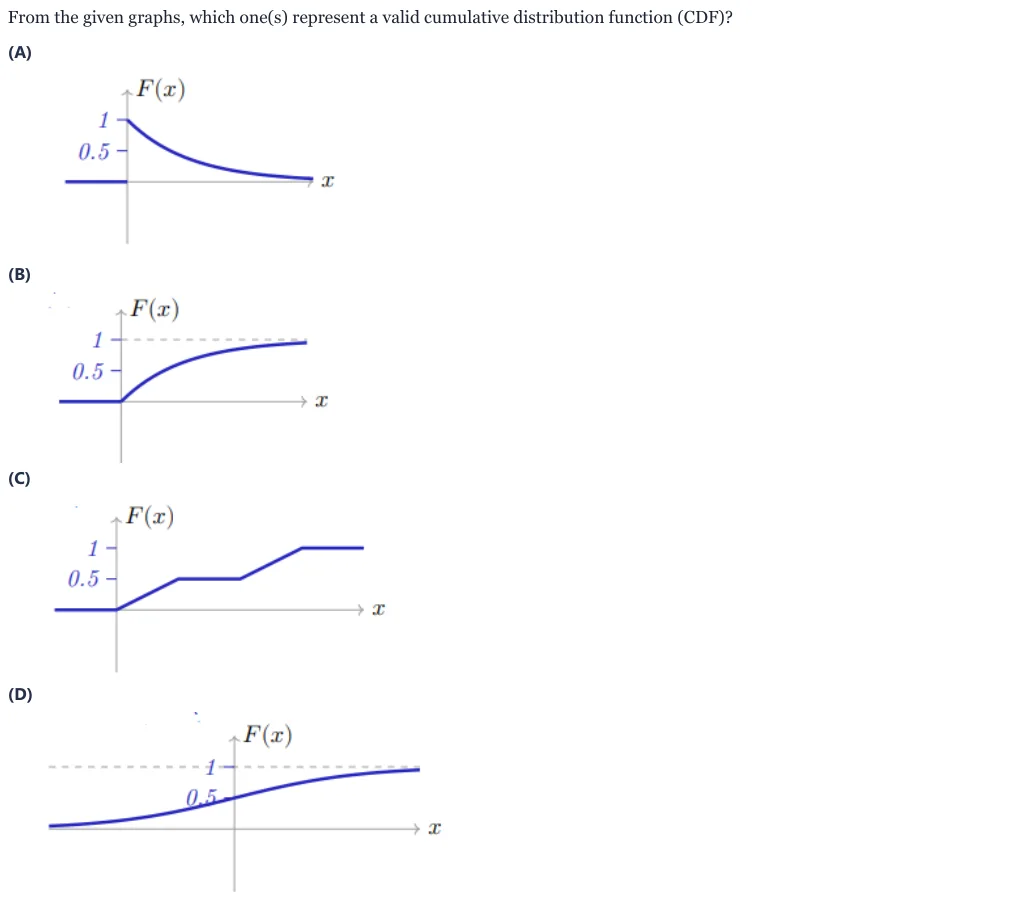 From the given graphs, which one(s) represent a valid cumulative distribution function (CDF)?
(A)
F(x)
1
0.5
x
(B)
F(x)
1
0.5
x
(C)
F(x)
1
0.5
x
(D)
F(x)
1
0.5
x